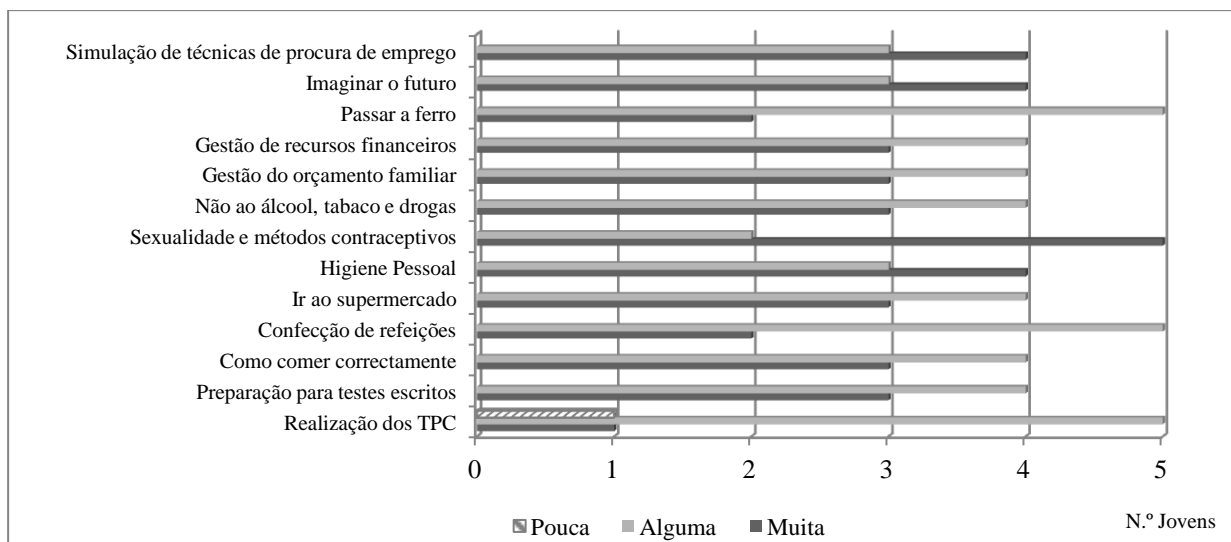 Simulação de técnicas de procura de emprego
Imaginar o futuro
Passar a ferro
Gestão de recursos financeiros
Gestão do orçamento familiar
Não ao álcool, tabaco e drogas
Sexualidade e métodos contraceptivos
Higiene Pessoal
Ir ao supermercado
Confecção de refeições
Como comer correctamente
Preparação para testes escritos
Realização dos TPC
0 1 2 3 4 5
Pouca Alguma Muita
N.º Jovens